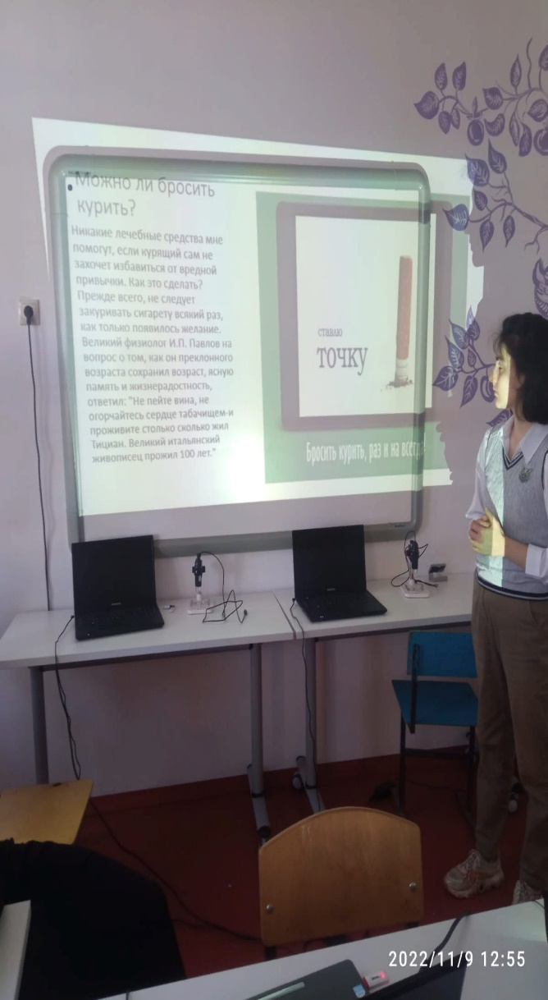 Можно ли бросить
курить?
Никакие лечебные средства мне
помогут, если курящий сам не
захочет избавиться от вредной
привычки. Как это сделать?
Прежде всего, не следует
закуривать сигарету всякий раз,
как только появилось желание.
Великий физиолог И.П. Павлов на
вопрос о том, как он преклонного
возраста сохранил возраст, ясную
память и жизнерадостность,
ответил: "Не пейте вина, не
огорчайтесь сердце табачищем-и
проживите столько сколько жил
Тициан. Великий итальянский
живописец прожил 100 лет."
ставлю
точку
Бросить курить, раз и на всегда!
2022/11/9 12:55